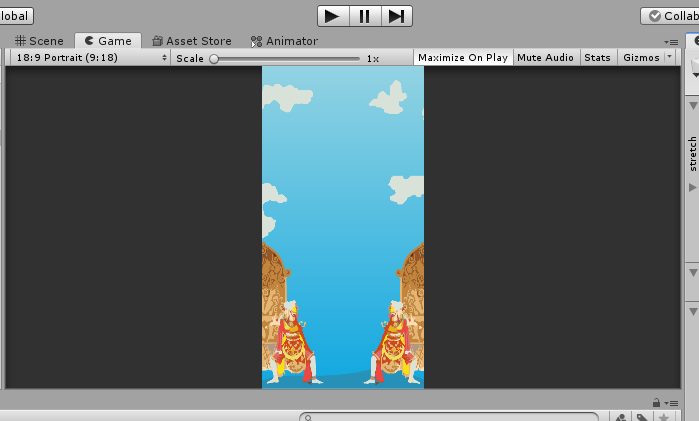 lobal
Collab
Scene Game Asset Store Animator
18:9 Portrait (9:18) Scale 1x Maximize On Play Mute Audio Stats Gizmos
stretch